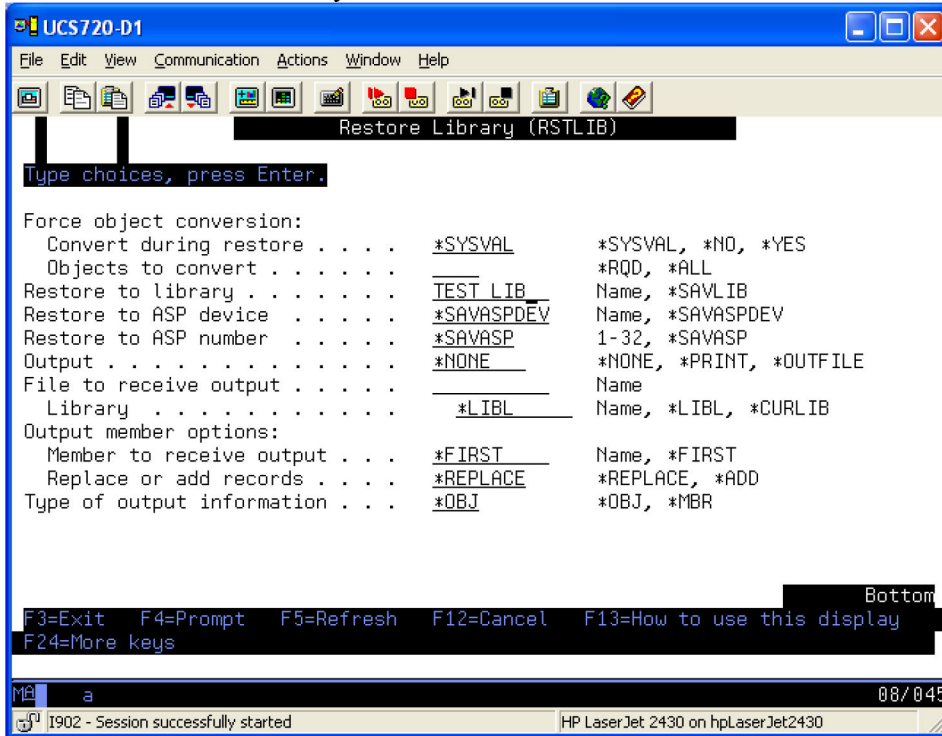 UCS720-D1
File Edit View Communication Actions Window Help
Restore Library (RSTLIB)
Type choices, press Enter.
Force object conversion:
Convert during restore . . . . *SYSVAL *SYSVAL, *NO, *YES
Objects to convert . . . . . . ____ *RQD, *ALL
Restore to library . . . . . . . TEST LIB_ Name, *SAVLIB
Restore to ASP device . . . . . *SAVASPDEV Name, *SAVASPDEV
Restore to ASP number . . . . . *SAVASP 1-32, *SAVASP
Output . . . . . . . . . . . . . *NONE *NONE, *PRINT, *OUTFILE
File to receive output . . . . . __________ Name
Library . . . . . . . . . . . *LIBL Name, *LIBL, *CURLIB
Output member options:
Member to receive output . . . *FIRST Name, *FIRST
Replace or add records . . . . *REPLACE *REPLACE, *ADD
Type of output information . . . *OBJ *OBJ, *MBR
Bottom
F3=Exit F4=Prompt F5=Refresh F12=Cancel F13=How to use this display
F24=More keys
MA a 08/045
I902 - Session successfully started HP LaserJet 2430 on hpLaserJet2430